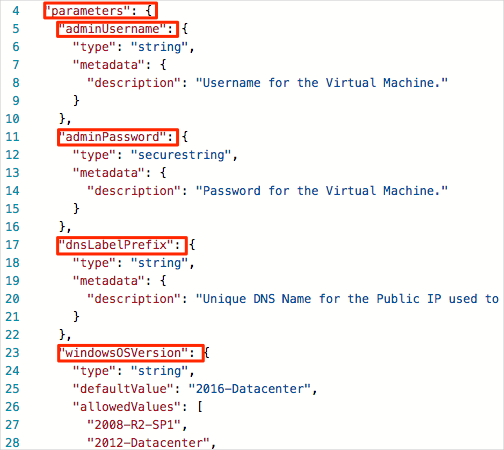 4 "parameters": {
5 "adminUsername": {
6 "type": "string",
7 "metadata": {
8 "description": "Username for the Virtual Machine."
9 }
10 },
11 "adminPassword": {
12 "type": "securestring",
13 "metadata": {
14 "description": "Password for the Virtual Machine."
15 }
16 },
17 "dnsLabelPrefix": {
18 "type": "string",
19 "metadata": {
20 "description": "Unique DNS Name for the Public IP used to
21 }
22 },
23 "windowsOSVersion": {
24 "type": "string",
25 "defaultValue": "2016-Datacenter",
26 "allowedValues": [
27 "2008-R2-SP1",
28 "2012-Datacenter",